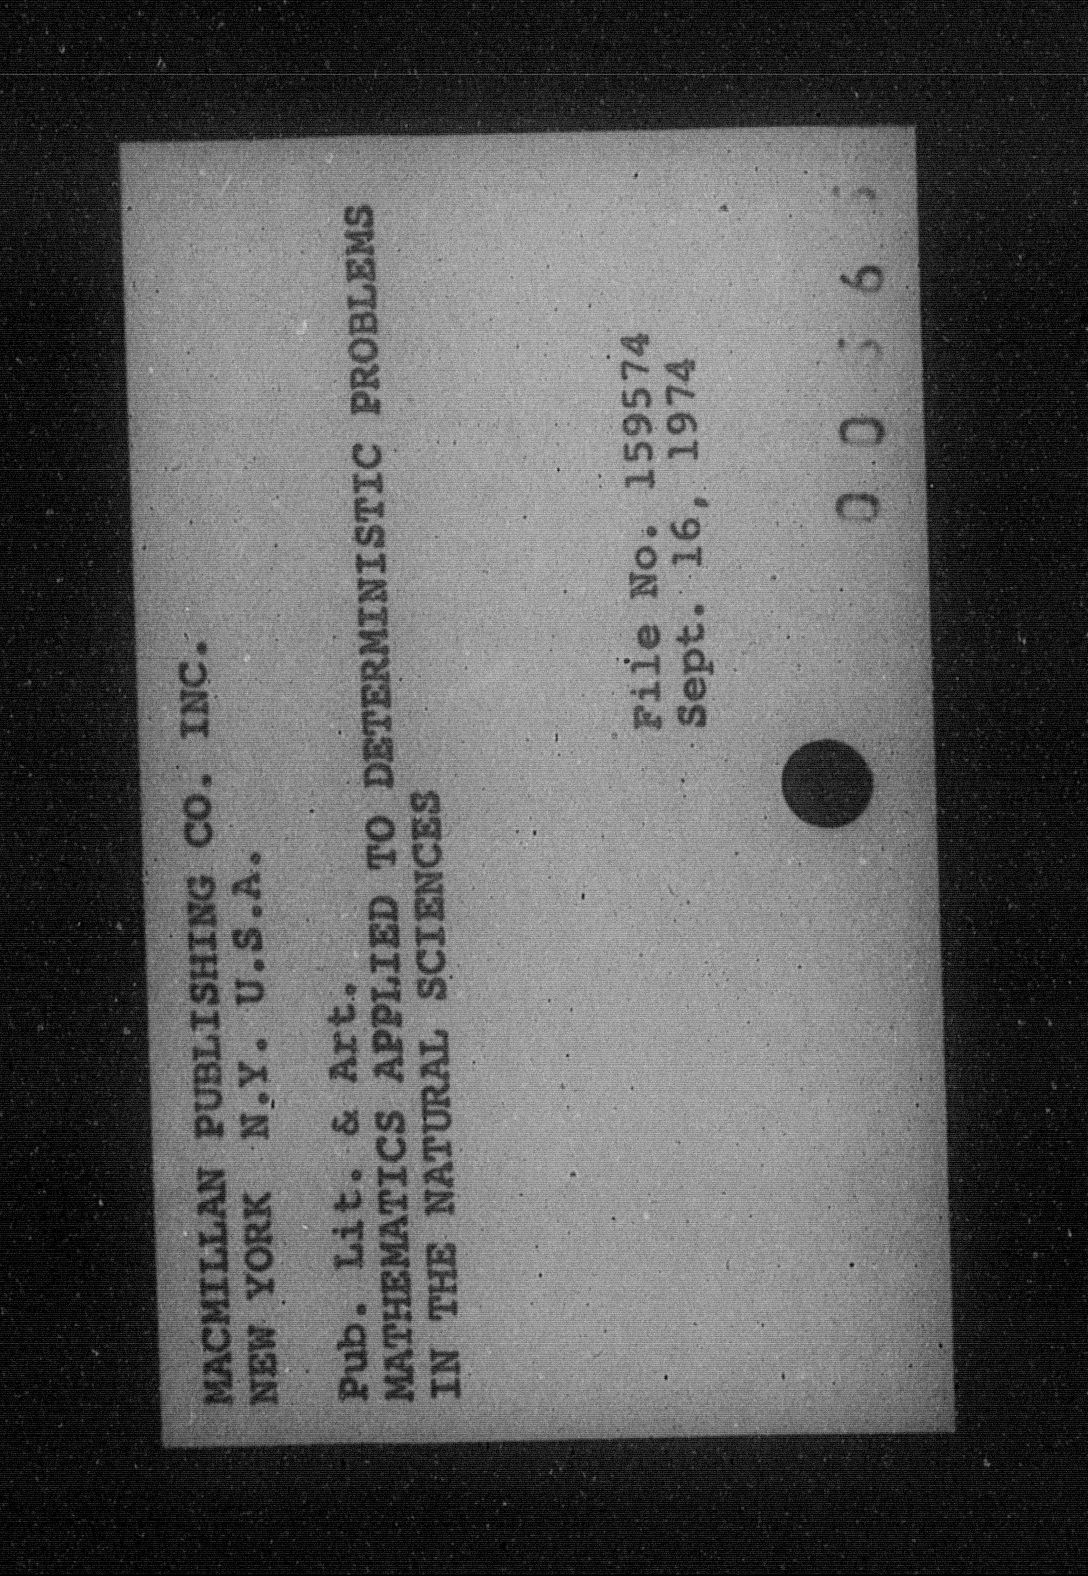 MACMILLAN PUBLISHING CO. INC.
NEW YORK N.Y. U.S.A.
Pub. Lit. & Art.
MATHEMATICS APPLIED TO DETERMINISTIC PROBLEMS
IN THE NATURAL SCIENCES
File No. 159574
Sept. 16, 1974